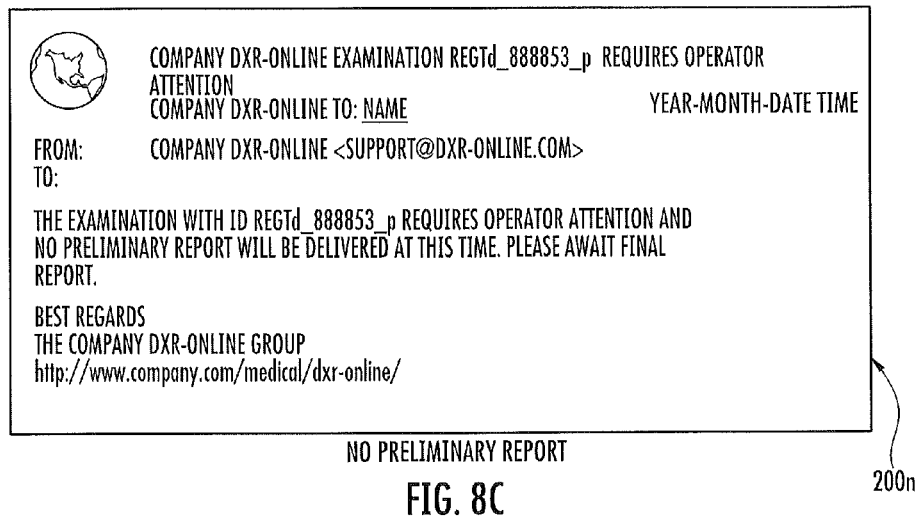 COMPANY DXR-ONLINE EXAMINATION REGTd_888853_p REQUIRES OPERATOR
ATTENTION
COMPANY DXR-ONLINE TO: NAME YEAR-MONTH-DATE TIME
FROM: COMPANY DXR-ONLINE <SUPPORT@DXR-ONLINE.COM>
TO:
THE EXAMINATION WITH ID REGTd_888853_p REQUIRES OPERATOR ATTENTION AND
NO PRELIMINARY REPORT WILL BE DELIVERED AT THIS TIME. PLEASE AWAIT FINAL
REPORT.
BEST REGARDS
THE COMPANY DXR-ONLINE GROUP
http://www.company.com/medical/dxr-online/
NO PRELIMINARY REPORT
200n
FIG. 8C